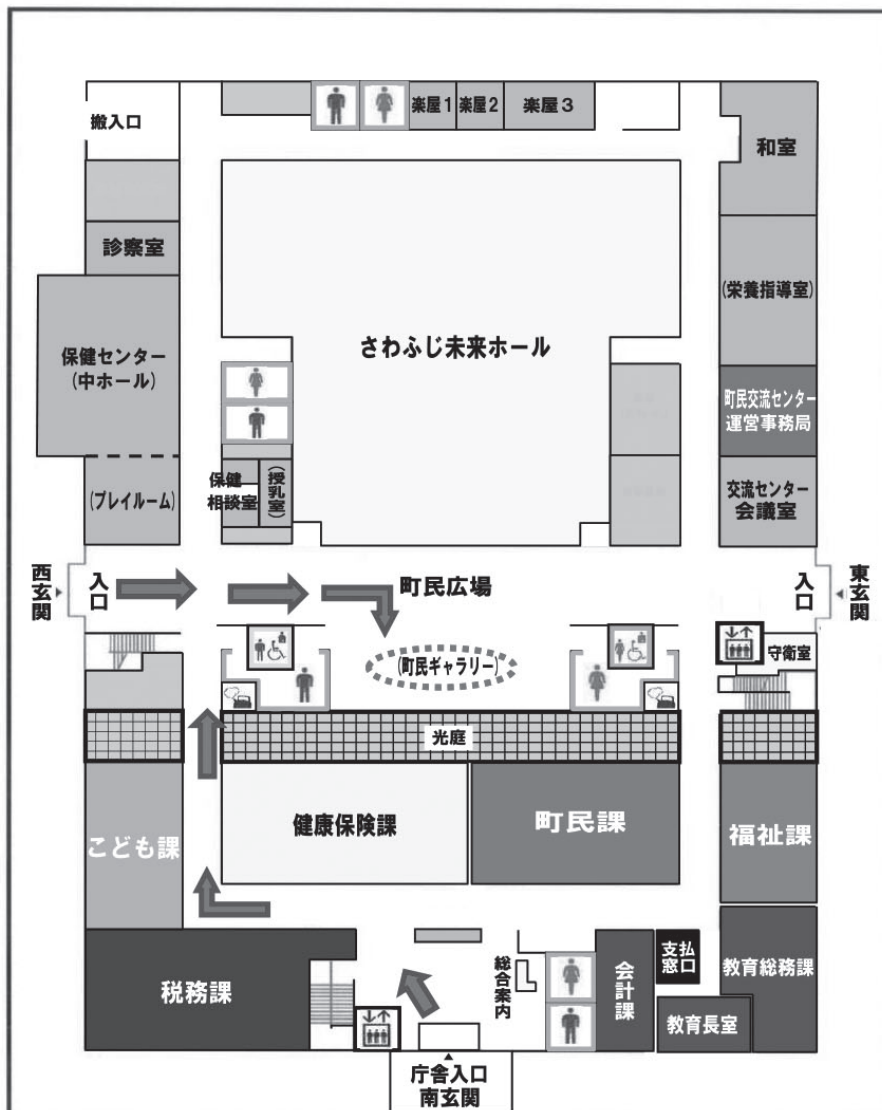 搬入口
楽屋1
楽屋2
楽屋3
和室
診察室
(栄養指導室)
さわふじ未来ホール
保健センター
(中ホール)
町民交流センター
運営事務局
保健
相談室
(授乳室)
(プレイルーム)
交流センター
会議室
西玄関
入口
町民広場
入口
東玄関
(町民ギャラリー)
守衛室
光庭
こども課
健康保険課
町民課
福祉課
税務課
総合案内
会計課
支払
窓口
教育総務課
教育長室
庁舎入口
南玄関